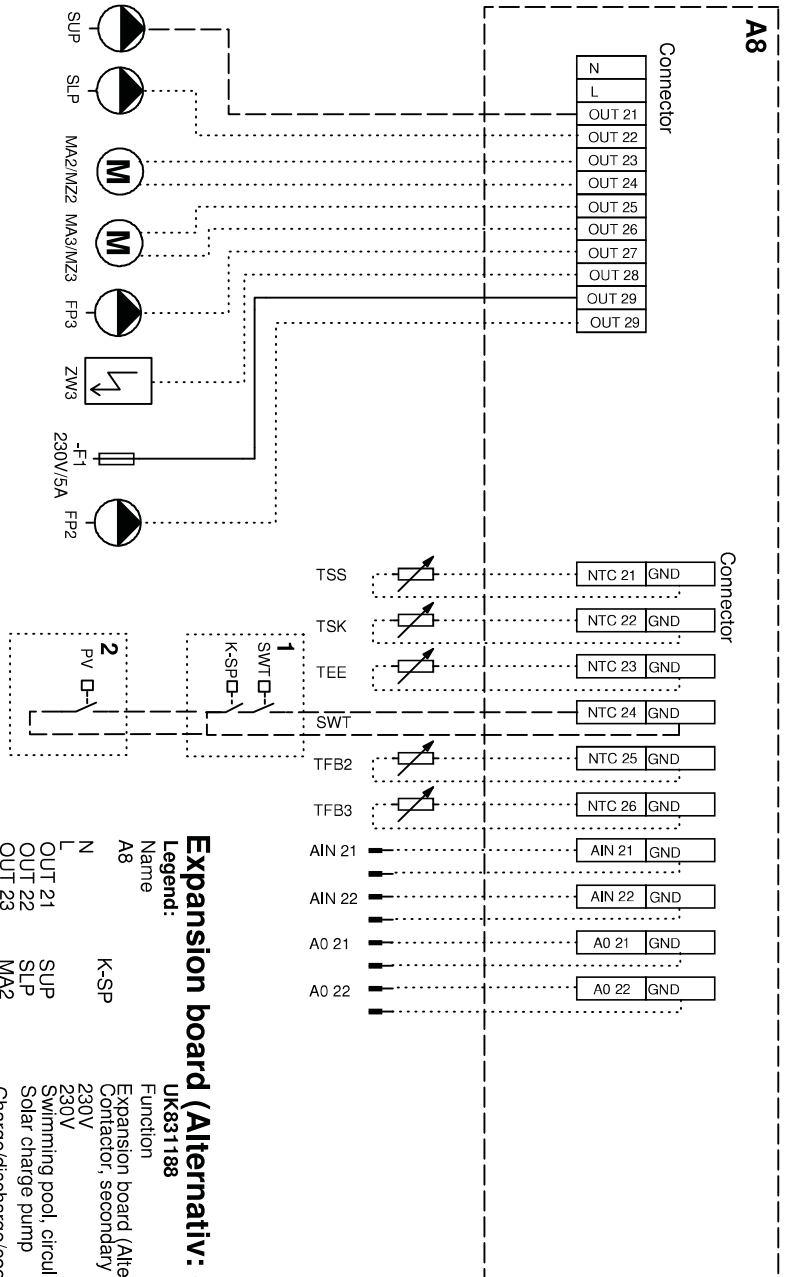 A8
Connector
N
L
OUT 21
OUT 22
OUT 23
OUT 24
OUT 25
OUT 26
OUT 27
OUT 28
OUT 29
OUT 29
SUP
SLP
M
MA2/MZ2
M
MA3/MZ3
FP3
ZW3
-F1
230V/5A
FP2
Connector
NTC 21 GND
NTC 22 GND
NTC 23 GND
NTC 24 GND
NTC 25 GND
NTC 26 GND
AIN 21 GND
AIN 22 GND
A0 21 GND
A0 22 GND
TSS
TSK
TEE
SWT
TFB2
TFB3
AIN 21
AIN 22
A0 21
A0 22
1
SWT
K-SP
2
PV
Expansion board (Alternativ:
Legend: UK831188
Name Function
A8 Expansion board (Alte
K-SP Contactor, secondary
N 230V
L 230V
OUT 21 SUP Swimming pool, circul
OUT 22 SLP Solar charge pump
OUT 23 MA2 Charge/discharge/coo